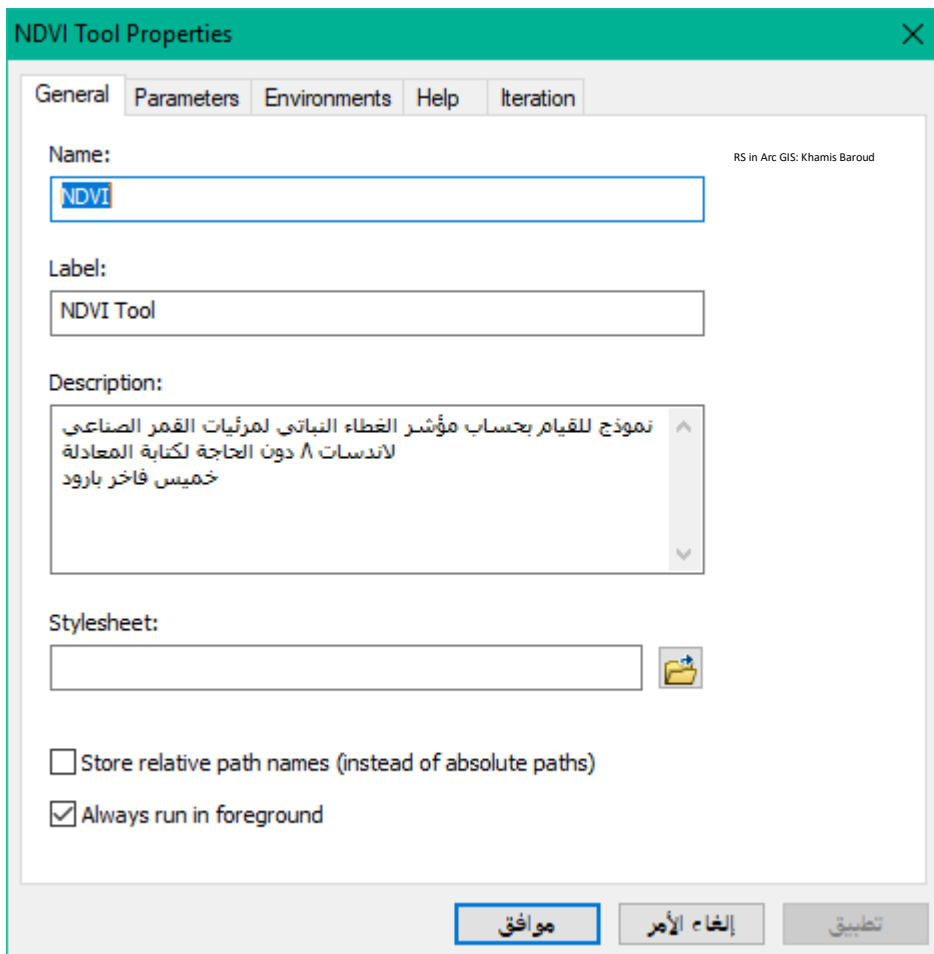 NDVI Tool Properties
General Parameters Environments Help Iteration
Name:
RS in Arc GIS: Khamis Baroud
NDVI
Label:
NDVI Tool
Description:
نموذج للقيام بحساب مؤشر الغطاء النباتي لمرئيات القمر الصناعي
لاندسات ٨ دون الحاجة لكتابة المعادلة
خميس فاخر بارود
Stylesheet:
Store relative path names (instead of absolute paths)
Always run in foreground
موافق إلغاء الأمر تطبيق